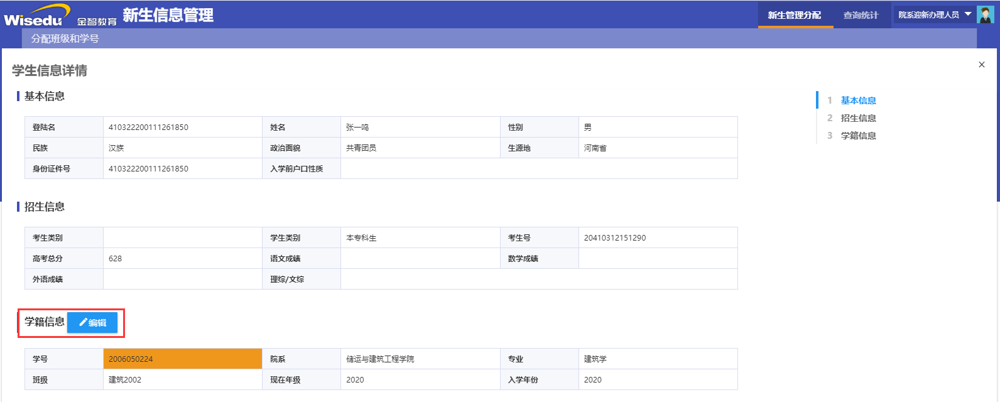 Wisedu 金智教育 新生信息管理 新生管理分配 查询统计 院系迎新办理人员
分配班级和学号
学生信息详情 ×
基本信息
1 基本信息
2 招生信息
3 学籍信息
登陆名 410322200111261850 姓名 张一鸣 性别 男
民族 汉族 政治面貌 共青团员 生源地 河南省
身份证件号 410322200111261850 入学前户口性质
招生信息
考生类别 学生类别 本专科生 考生号 20410312151290
高考总分 628 语文成绩 数学成绩
外语成绩 理综/文综
学籍信息 编辑
学号 2006050224 院系 储运与建筑工程学院 专业 建筑学
班级 建筑2002 现在年级 2020 入学年份 2020